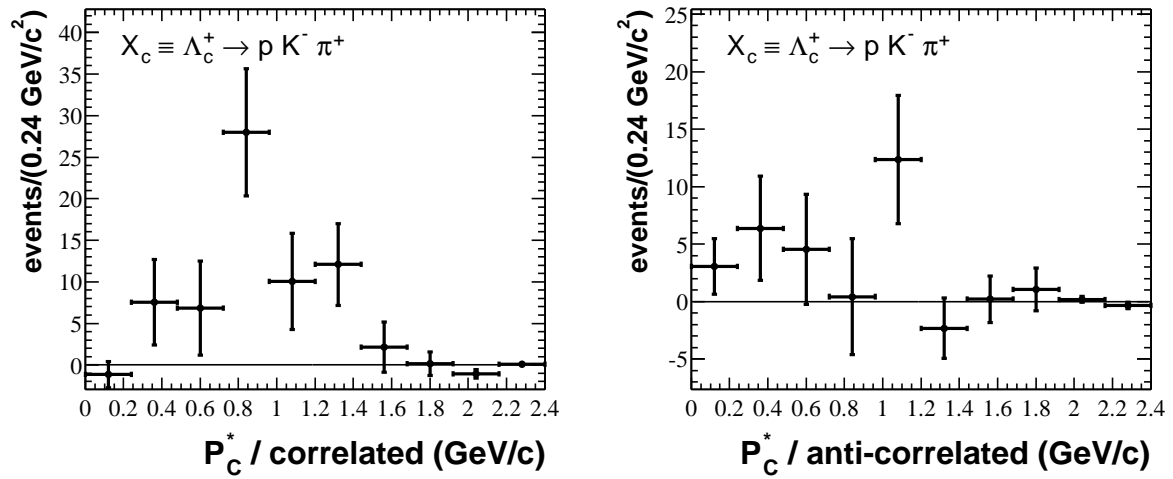 X_c ≡ Λ_c^+ → p K^- π^+
events/(0.24 GeV/c^2)
40
35
30
25
20
15
10
5
0
0 0.2 0.4 0.6 0.8 1 1.2 1.4 1.6 1.8 2 2.2 2.4
P_C^* / correlated (GeV/c)
X_c ≡ Λ_c^+ → p K^- π^+
events/(0.24 GeV/c^2)
25
20
15
10
5
0
-5
0 0.2 0.4 0.6 0.8 1 1.2 1.4 1.6 1.8 2 2.2 2.4
P_C^* / anti-correlated (GeV/c)